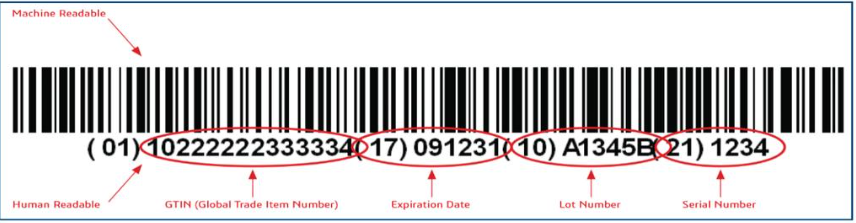 Machine Readable
( 01) 10222222333334( 17) 091231( 10) A1345B( 21) 1234
Human Readable GTIN (Global Trade Item Number) Expiration Date Lot Number Serial Number